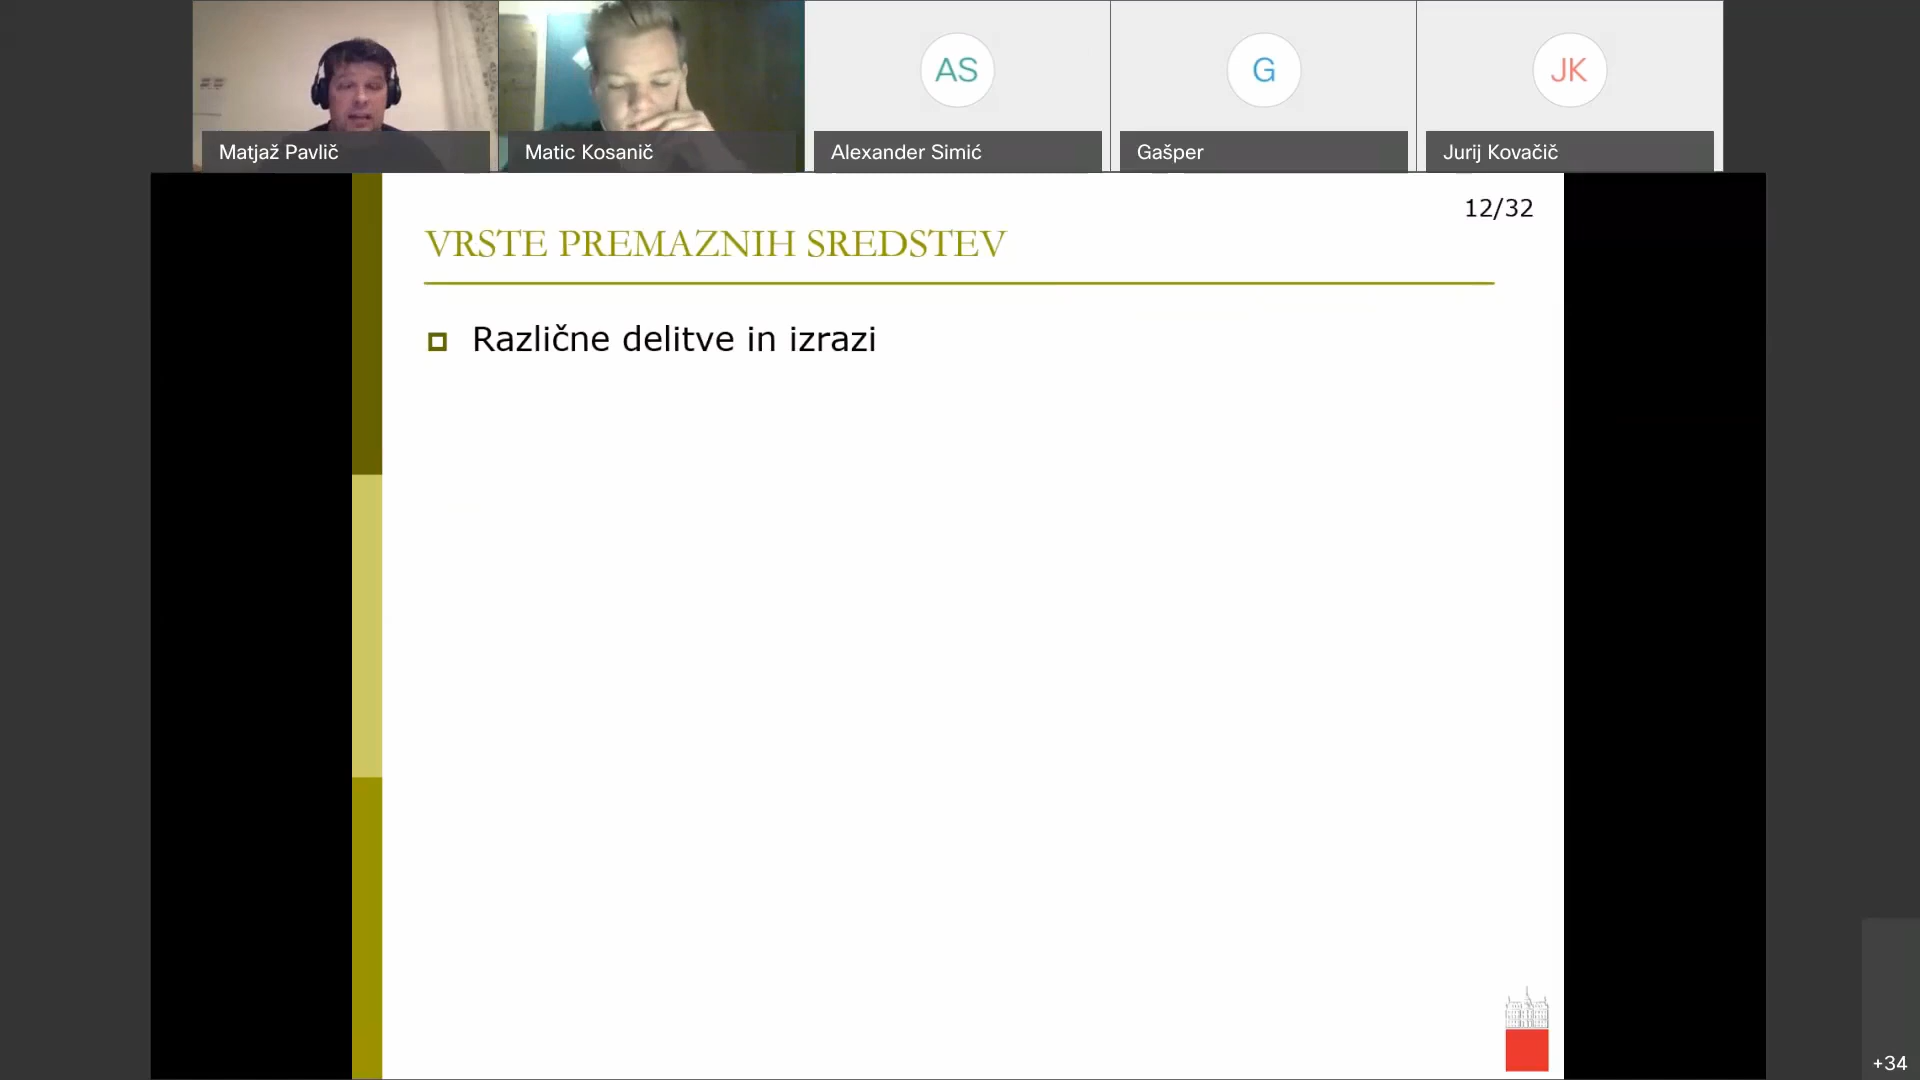 AS
G
JK
Matjaž Pavlič
Matic Kosanič
Alexander Simić
Gašper
Jurij Kovačič
12/32
VRSTE PREMAZNIH SREDSTEV
Različne delitve in izrazi
+34